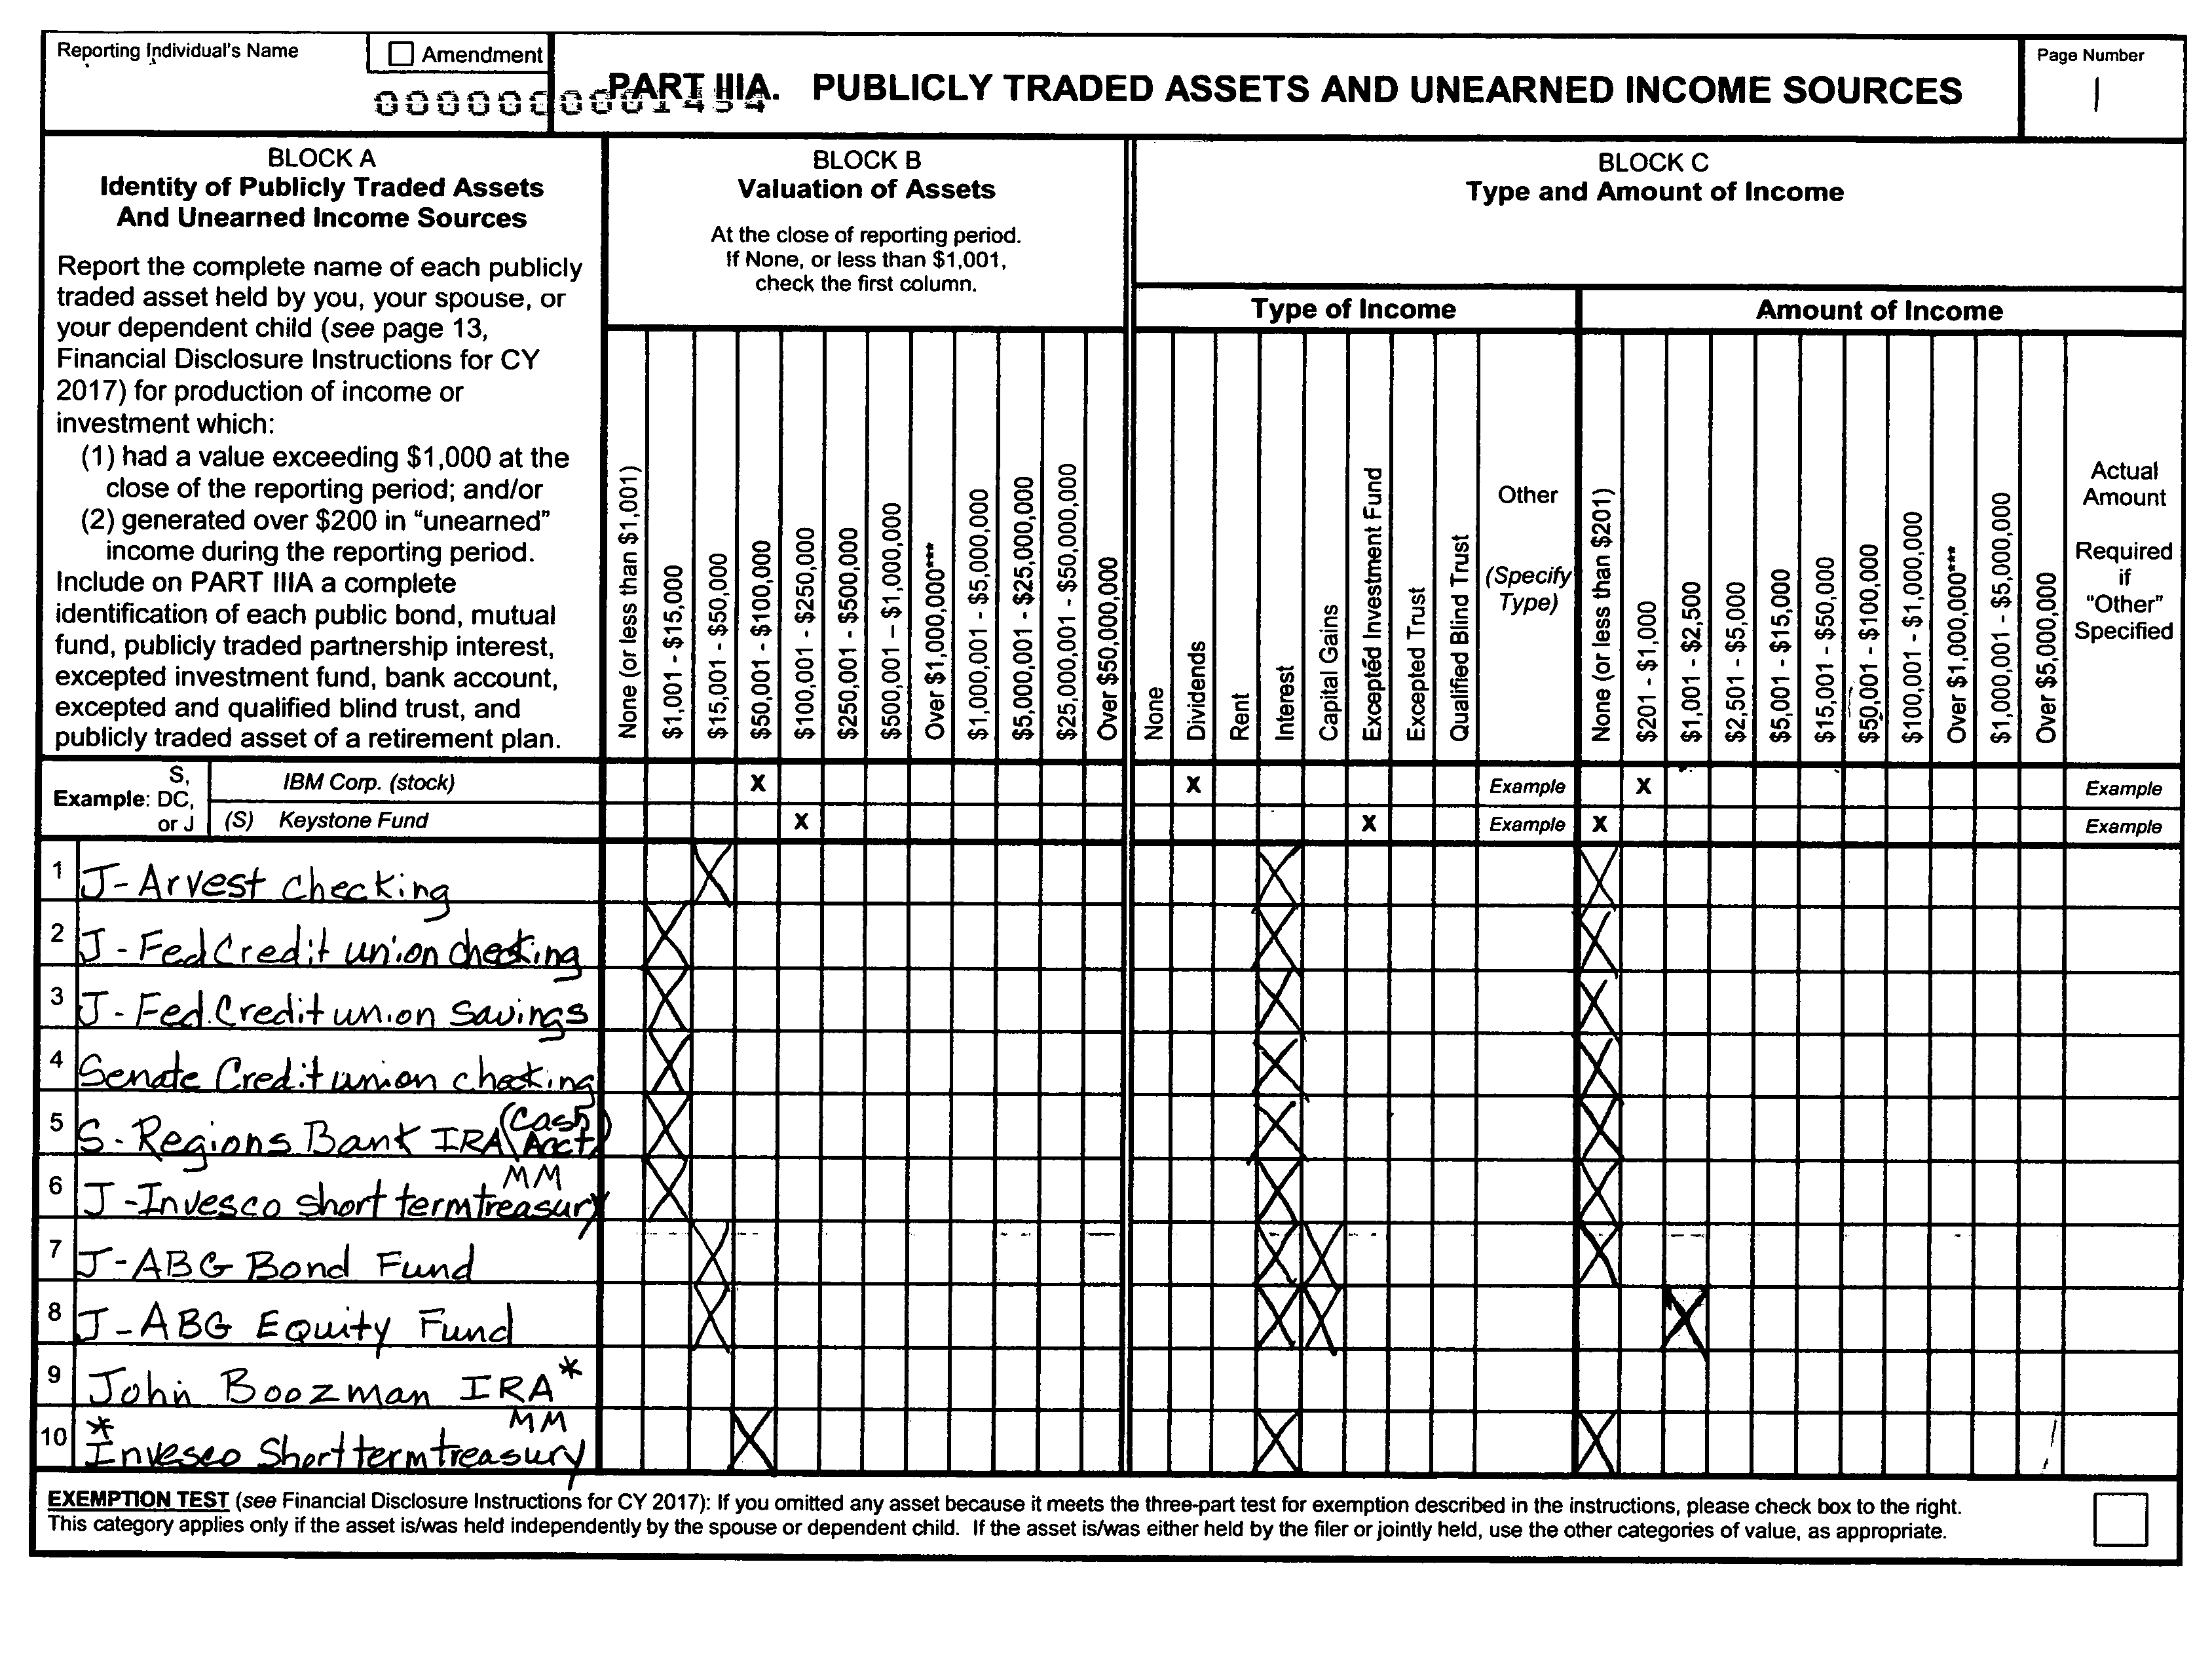 Reporting Individual's Name
Amendment
PART IIIA. PUBLICLY TRADED ASSETS AND UNEARNED INCOME SOURCES
0000000001454
Page Number
1
BLOCK A
Identity of Publicly Traded Assets
And Unearned Income Sources
Report the complete name of each publicly
traded asset held by you, your spouse, or
your dependent child (see page 13,
Financial Disclosure Instructions for CY
2017) for production of income or
investment which:
(1) had a value exceeding $1,000 at the
close of the reporting period; and/or
(2) generated over $200 in “unearned”
income during the reporting period.
Include on PART IIIA a complete
identification of each public bond, mutual
fund, publicly traded partnership interest,
excepted investment fund, bank account,
excepted and qualified blind trust, and
publicly traded asset of a retirement plan.
BLOCK B
Valuation of Assets
At the close of reporting period.
If None, or less than $1,001,
check the first column.
None (or less than $1,001)
$1,001 - $15,000
$15,001 - $50,000
$50,001 - $100,000
$100,001 - $250,000
$250,001 - $500,000
$500,001 – $1,000,000
Over $1,000,000***
$1,000,001 - $5,000,000
$5,000,001 - $25,000,000
$25,000,001 - $50,000,000
Over $50,000,000
BLOCK C
Type and Amount of Income
Type of Income
None
Dividends
Rent
Interest
Capital Gains
Excepted Investment Fund
Excepted Trust
Qualified Blind Trust
Other
(Specify
Type)
Amount of Income
None (or less than $201)
$201 - $1,000
$1,001 - $2,500
$2,501 - $5,000
$5,001 - $15,000
$15,001 - $50,000
$50,001 - $100,000
$100,001 - $1,000,000
Over $1,000,000***
$1,000,001 - $5,000,000
Over $5,000,000
Actual
Amount
Required
if
“Other”
Specified
Example: S, DC, or J
IBM Corp. (stock) X X Example X Example
(S) Keystone Fund X X Example X Example
1 J-Arvest checking X X X
2 J-Fed Credit union checking X X X
3 J-Fed. Credit union Savings X X X
4 Senate Credit union checking X X X
5 S-Regions Bank IRA (Cash Acct) X X X
6 J-Invesco short term treasury MM X X X
7 J-ABG Bond Fund X X X X
8 J-ABG Equity Fund X X X X
9 John Boozman IRA*
10 *Invesco Short term treasury MM X X X
EXEMPTION TEST (see Financial Disclosure Instructions for CY 2017): If you omitted any asset because it meets the three-part test for exemption described in the instructions, please check box to the right.
This category applies only if the asset is/was held independently by the spouse or dependent child. If the asset is/was either held by the filer or jointly held, use the other categories of value, as appropriate.